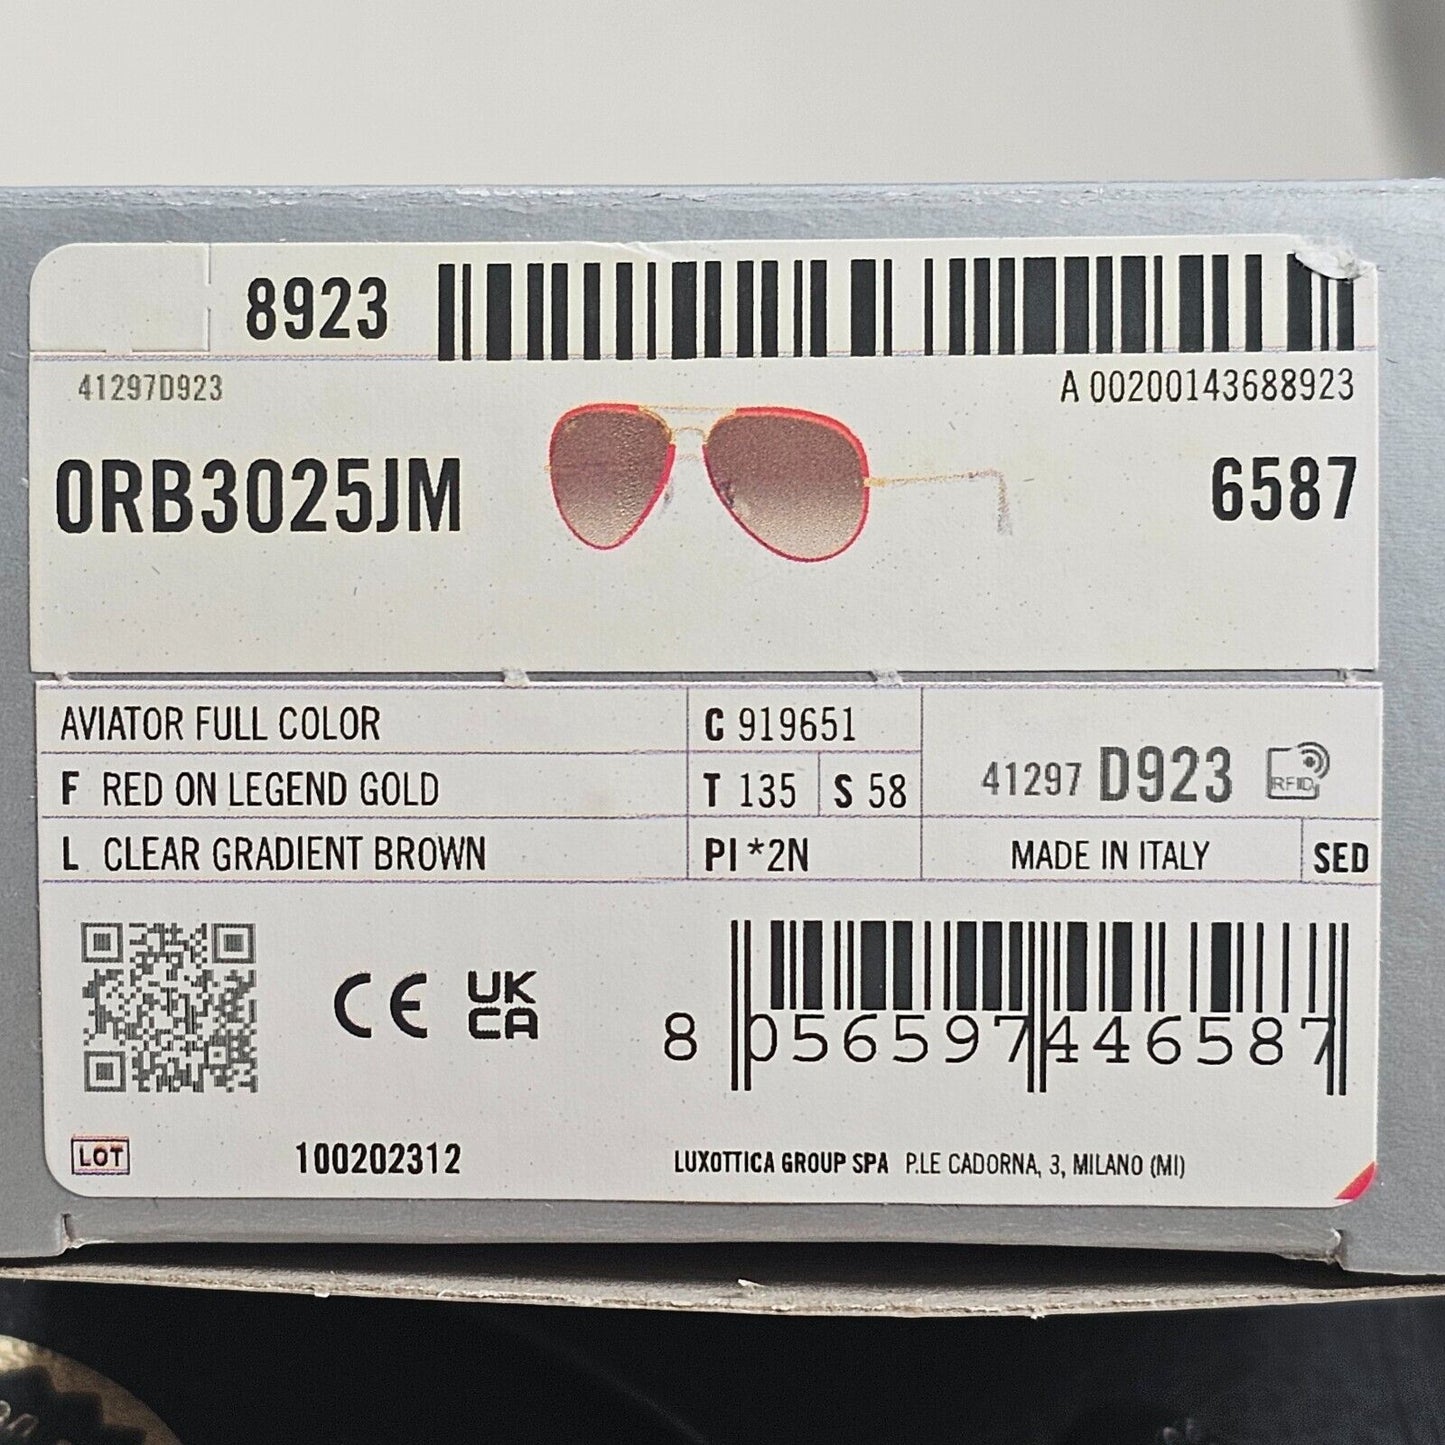 8923
41297D923
A 00200143688923
0RB3025JM
6587
AVIATOR FULL COLOR
C 919651
F RED ON LEGEND GOLD
T 135
S 58
41297 D923
RFID
L CLEAR GRADIENT BROWN
PI *2N
MADE IN ITALY
SED
CE
UK
CA
8 056597 446587
LOT
100202312
LUXOTTICA GROUP SPA P.LE CADORNA, 3, MILANO (MI)